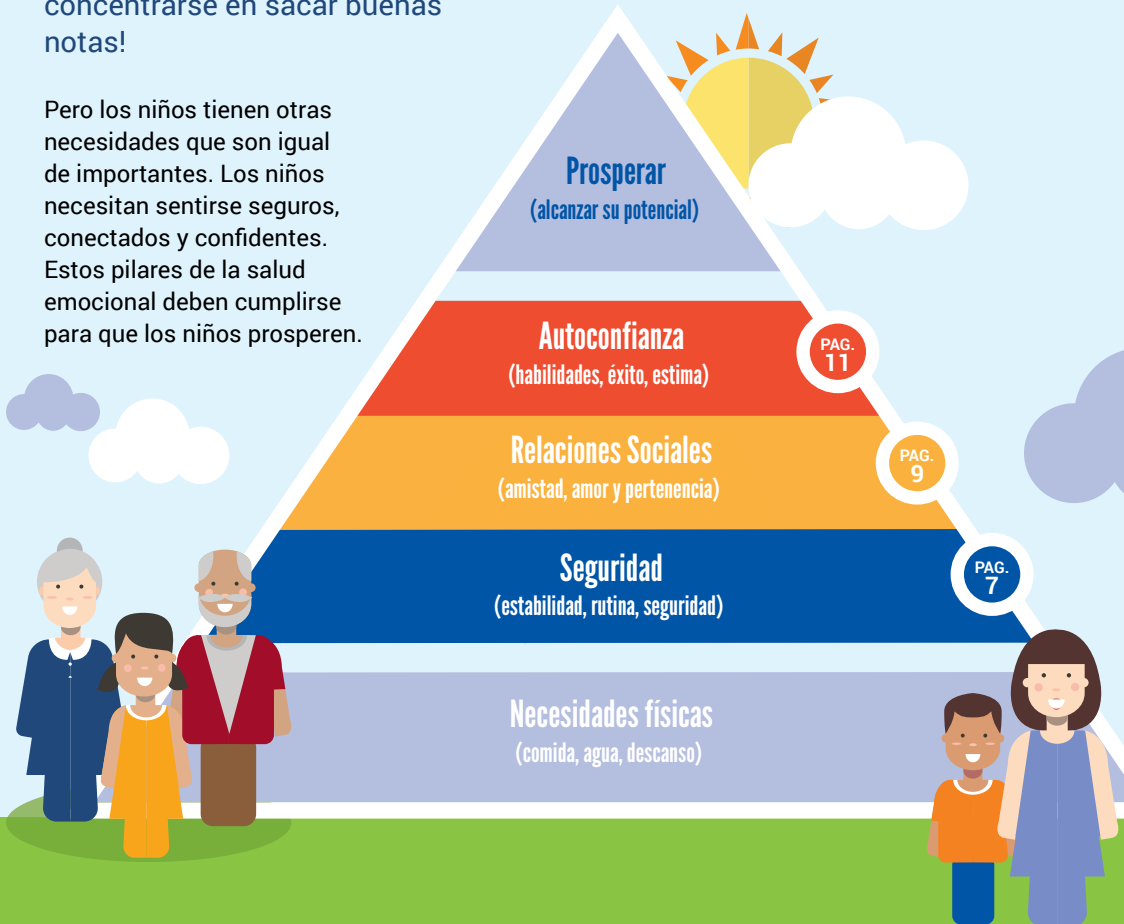 concentrarse en sacar buenas
notas!
Pero los niños tienen otras
necesidades que son igual
de importantes. Los niños
necesitan sentirse seguros,
conectados y confidentes.
Estos pilares de la salud
emocional deben cumplirse
para que los niños prosperen.
Prosperar
(alcanzar su potencial)
Autoconfianza
(habilidades, éxito, estima)
PAG.
11
Relaciones Sociales
(amistad, amor y pertenencia)
PAG.
9
Seguridad
(estabilidad, rutina, seguridad)
PAG.
7
Necesidades físicas
(comida, agua, descanso)